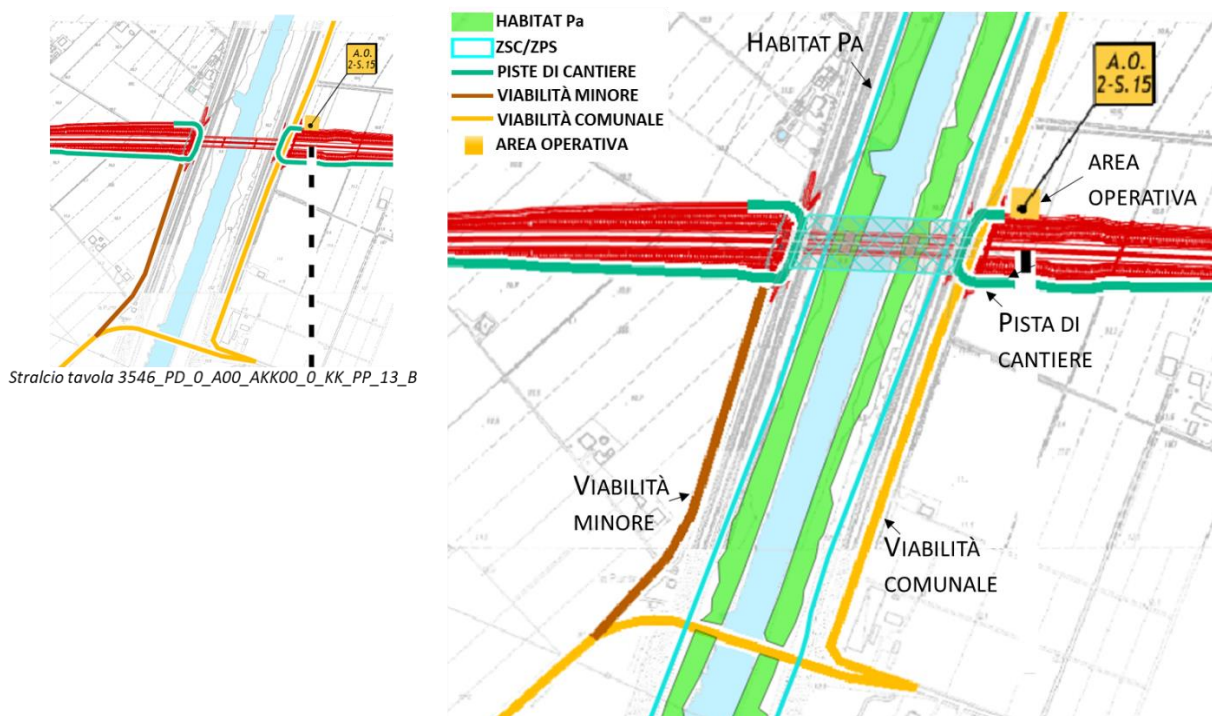 A.O.
2-S.15
Stralcio tavola 3546_PD_0_A00_AKK00_0_KK_PP_13_B
HABITAT Pa
ZSC/ZPS
PISTE DI CANTIERE
VIABILITÀ MINORE
VIABILITÀ COMUNALE
AREA OPERATIVA
HABITAT PA
A.O.
2-S.15
AREA
OPERATIVA
PISTA DI
CANTIERE
VIABILITÀ
MINORE
VIABILITÀ
COMUNALE